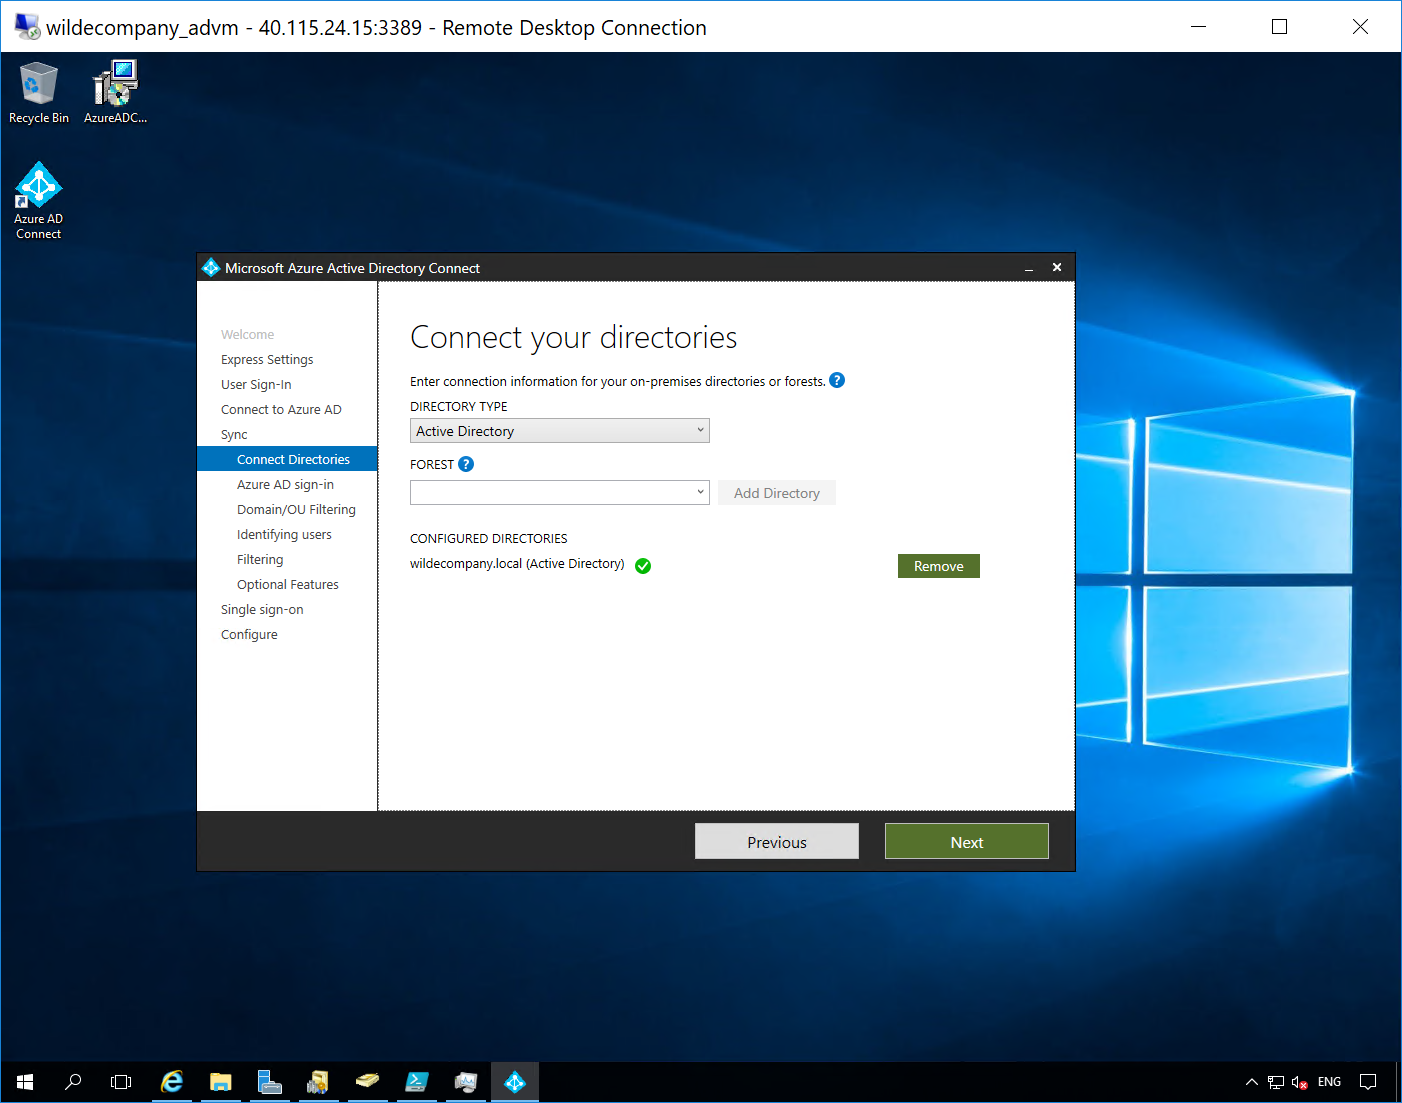 wildecompany_advm - 40.115.24.15:3389 - Remote Desktop Connection
Recycle Bin
AzureADC...
Azure AD
Connect
Microsoft Azure Active Directory Connect
Welcome
Express Settings
User Sign-In
Connect to Azure AD
Sync
Connect Directories
Azure AD sign-in
Domain/OU Filtering
Identifying users
Filtering
Optional Features
Single sign-on
Configure
Connect your directories
Enter connection information for your on-premises directories or forests. ?
DIRECTORY TYPE
Active Directory
FOREST ?
Add Directory
CONFIGURED DIRECTORIES
wildecompany.local (Active Directory)
Remove
Previous
Next
ENG